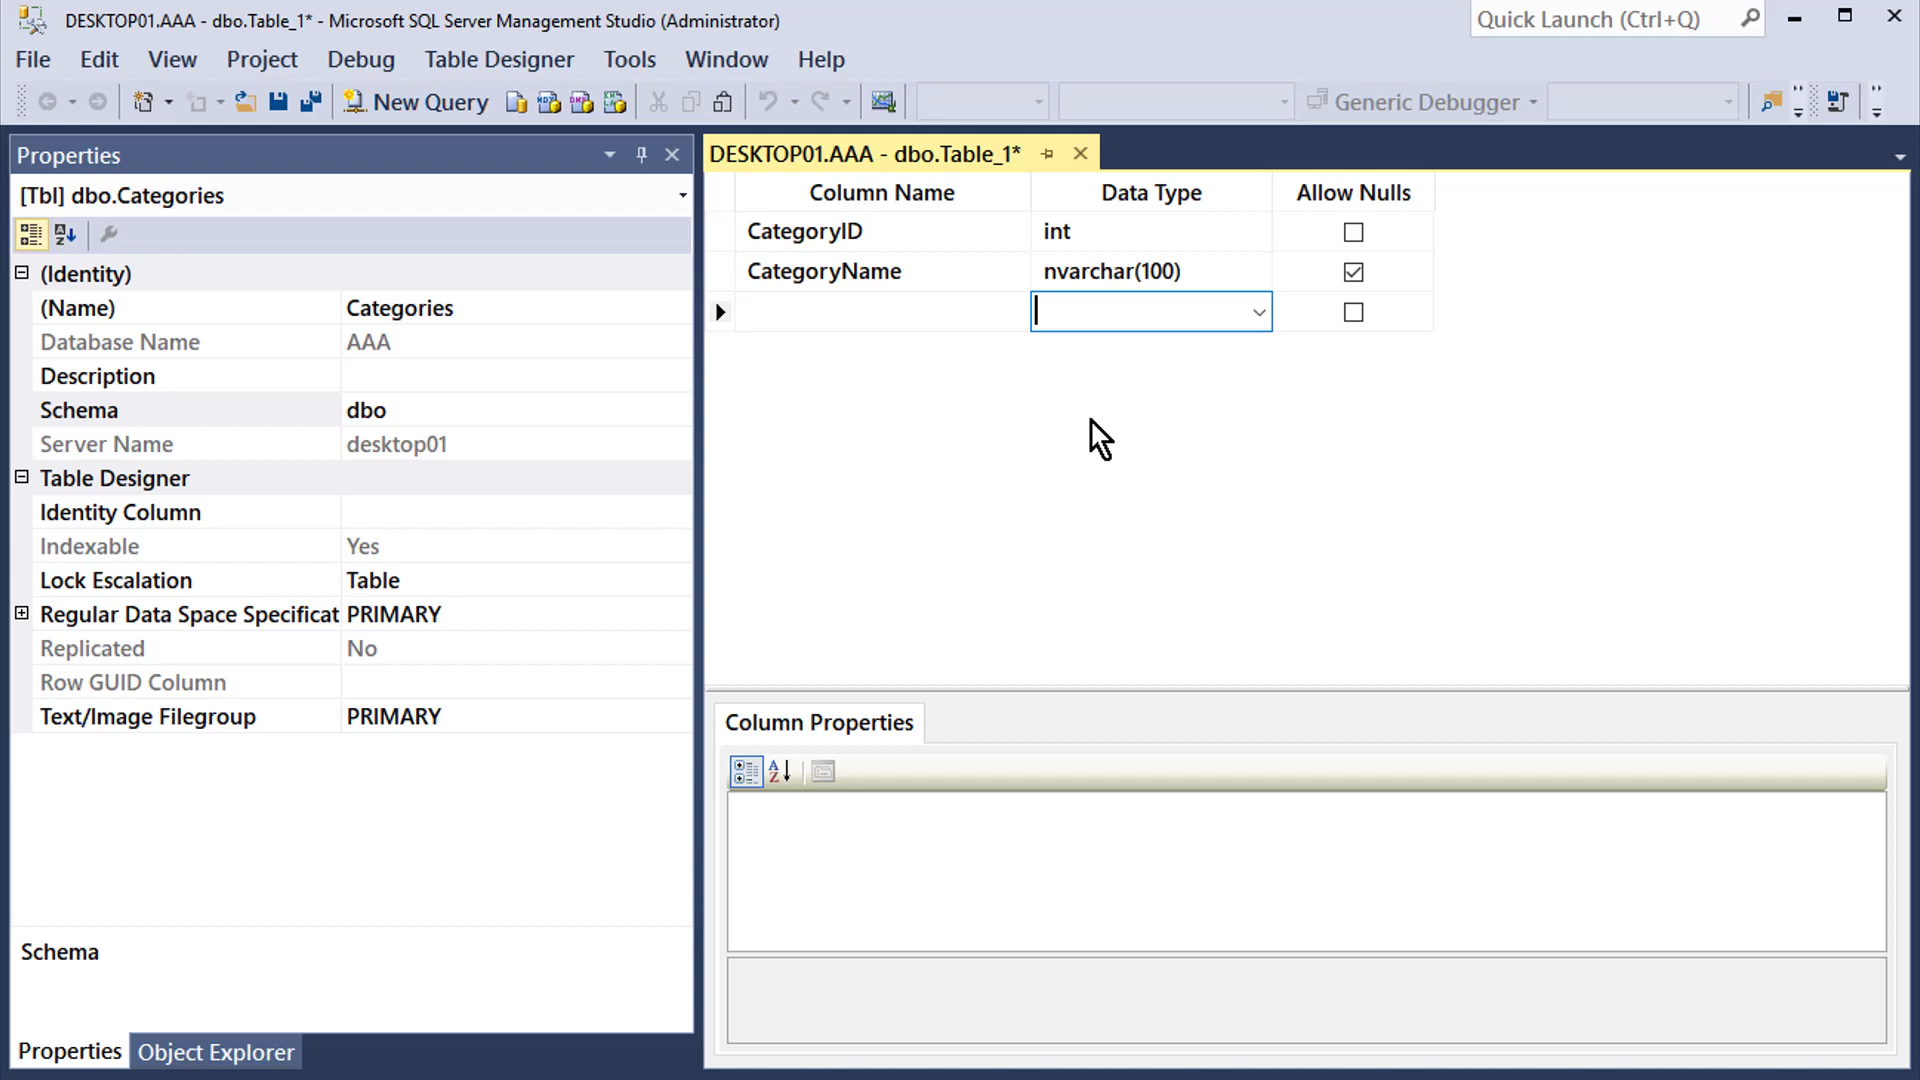 DESKTOP01.AAA - dbo.Table_1* - Microsoft SQL Server Management Studio (Administrator)
Quick Launch (Ctrl+Q)
File Edit View Project Debug Table Designer Tools Window Help
New Query
Generic Debugger
Properties
[Tbl] dbo.Categories
(Identity)
(Name) Categories
Database Name AAA
Description
Schema dbo
Server Name desktop01
Table Designer
Identity Column
Indexable Yes
Lock Escalation Table
Regular Data Space Specificat PRIMARY
Replicated No
Row GUID Column
Text/Image Filegroup PRIMARY
Schema
Properties Object Explorer
DESKTOP01.AAA - dbo.Table_1*
Column Name Data Type Allow Nulls
CategoryID int
CategoryName nvarchar(100)
Column Properties